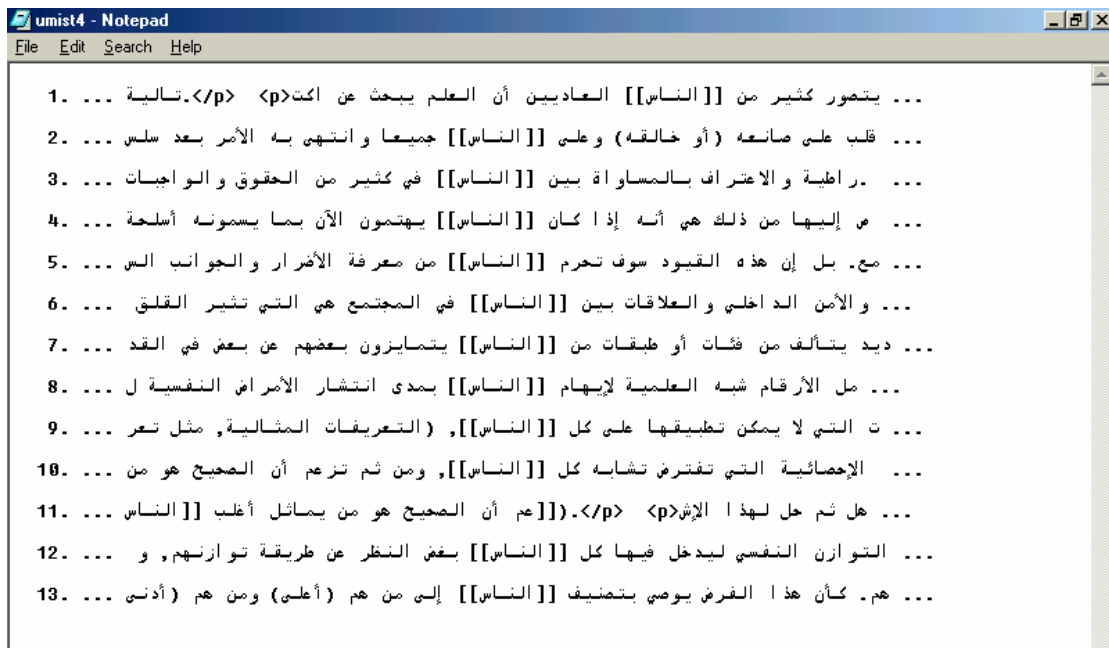 umist4 - Notepad
File Edit Search Help
1. ... يتصور كثير من [[الناس]] العاديين أن العلم يبحث عن اكت<p> <p/>.تالية ...
2. ... قلب على صانعه (أو خالقه) وعلى [[الناس]] جميعا وانتهى به الأمر بعد سلس ...
3. ... .راطية والاعتراف بالمساواة بين [[الناس]] في كثير من الحقوق والواجبات ...
4. ... ص إليها من ذلك هي أنه إذا كان [[الناس]] يهتمون الآن بما يسمونه أسلحة ...
5. ... مع. بل إن هذه القيود سوف تحرم [[الناس]] من معرفة الأضرار والجوانب الس ...
6. ... والأمن الداخلي والعلاقات بين [[الناس]] في المجتمع هي التي تثير القلق ...
7. ... ديد يتألف من فئات أو طبقات من [[الناس]] يتمايزون بعضهم عن بعض في القد ...
8. ... مل الأرقام شبه العلمية لإيهام [[الناس]] بمدى انتشار الأمراض النفسية ل ...
9. ... ت التي لا يمكن تطبيقها على كل [[الناس]], (التعريفات المثالية, مثل تعر ...
10. ... الإحصائية التي تفترض تشابه كل [[الناس]], ومن ثم تزعم أن الصحيح هو من ...
11. ... هل ثم حل لهذا الإش<p> <p/>.([[عم أن الصحيح هو من يماثل أغلب [[الناس ...
12. ... التوازن النفسي ليدخل فيها كل [[الناس]] بغض النظر عن طريقة توازنهم, و ...
13. ... هم. كأن هذا الفرض يوصي بتصنيف [[الناس]] إلى من هم (أعلى) ومن هم (أدنى ...